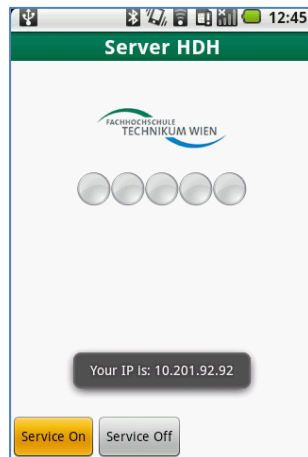 12:45
Server HDH
FACHHOCHSCHULE
TECHNIKUM WIEN
Your IP is: 10.201.92.92
Service On Service Off